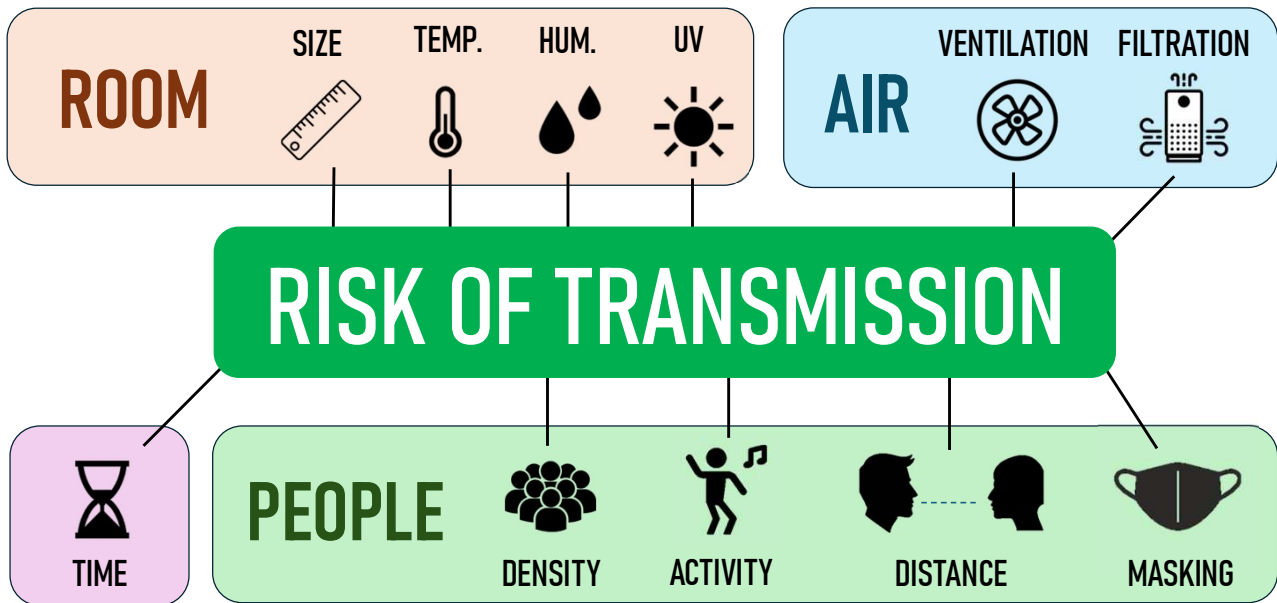 ROOM
SIZE
TEMP.
HUM.
UV
AIR
VENTILATION
FILTRATION
RISK OF TRANSMISSION
TIME
PEOPLE
DENSITY
ACTIVITY
DISTANCE
MASKING